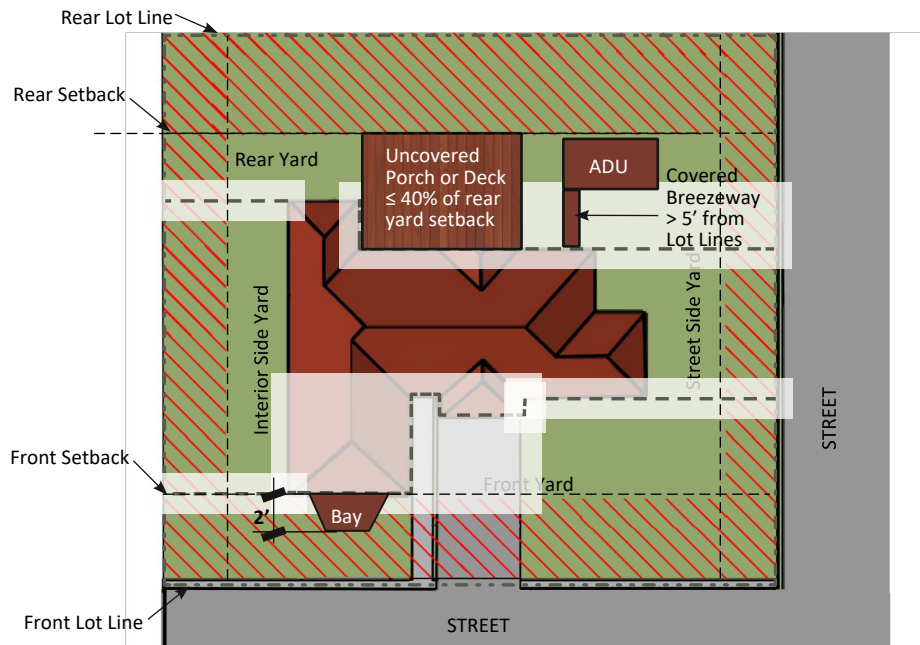 Rear Lot Line
Rear Setback
Rear Yard
Uncovered
Porch or Deck
≤ 40% of rear
yard setback
ADU
Covered
Breezeway
> 5’ from
Lot Lines
Interior Side Yard
Street Side Yard
STREET
Front Setback
Front Yard
2’
Bay
Front Lot Line
STREET